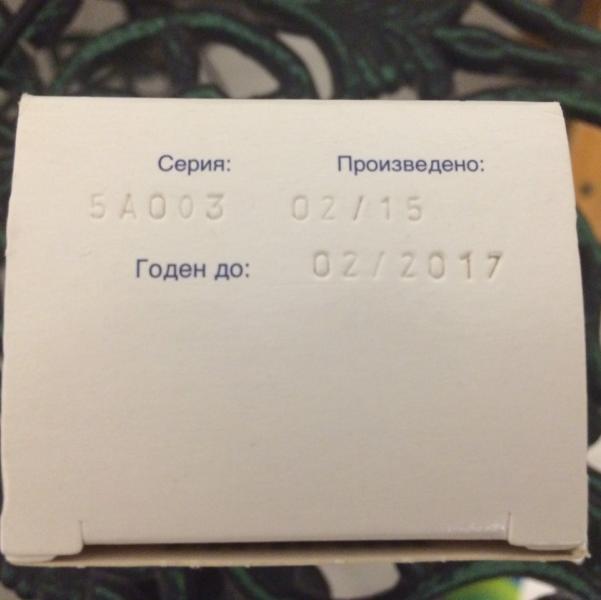 Серия: Произведено:
5A003 02/15
Годен до: 02/2017